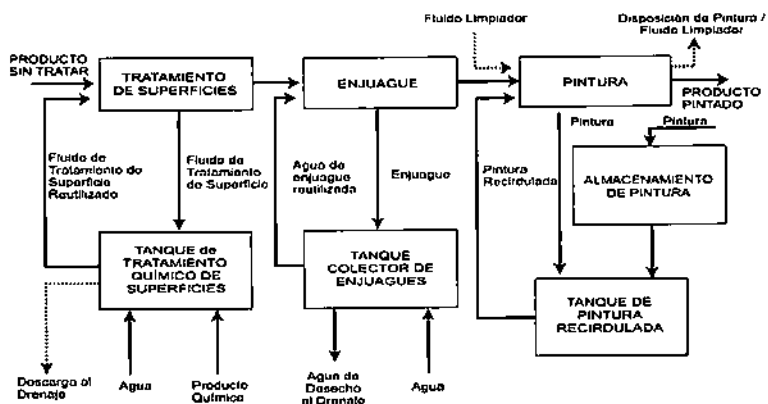 Fluido Limpiador
Disposición de Pintura /
Fluido Limpiador
PRODUCTO
SIN TRATAR
TRATAMIENTO
DE SUPERFICIES
ENJUAGUE
PINTURA
PRODUCTO
PINTADO
Fluido de
Tratamiento de
Superficie
Reutilizado
Fluido de
Tratamiento
de Superficie
Agua de
enjuague
reutilizada
Enjuague
Pintura
Recirdulada
Pintura
Pintura
ALMACENAMIENTO
DE PINTURA
TANQUE de
TRATAMIENTO
QUÍMICO DE
SUPERFICIES
TANQUE
COLECTOR DE
ENJUAGUES
TANQUE DE
PINTURA
RECIRDULADA
Descarga al
Drenaje
Agua
Producto
Químico
Agua de
Desecho
al Drenaje
Agua